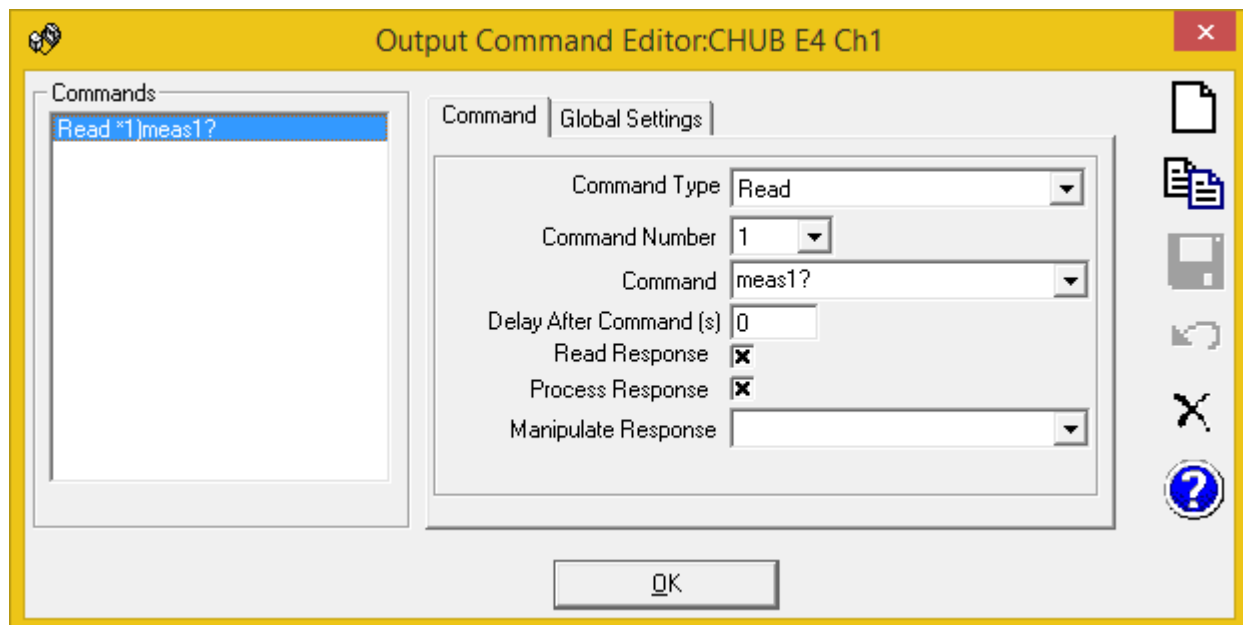 Output Command Editor:CHUB E4 Ch1
Commands
Read *1)meas1?
Command
Global Settings
Command Type Read
Command Number 1
Command meas1?
Delay After Command (s) 0
Read Response
Process Response
Manipulate Response
?
OK